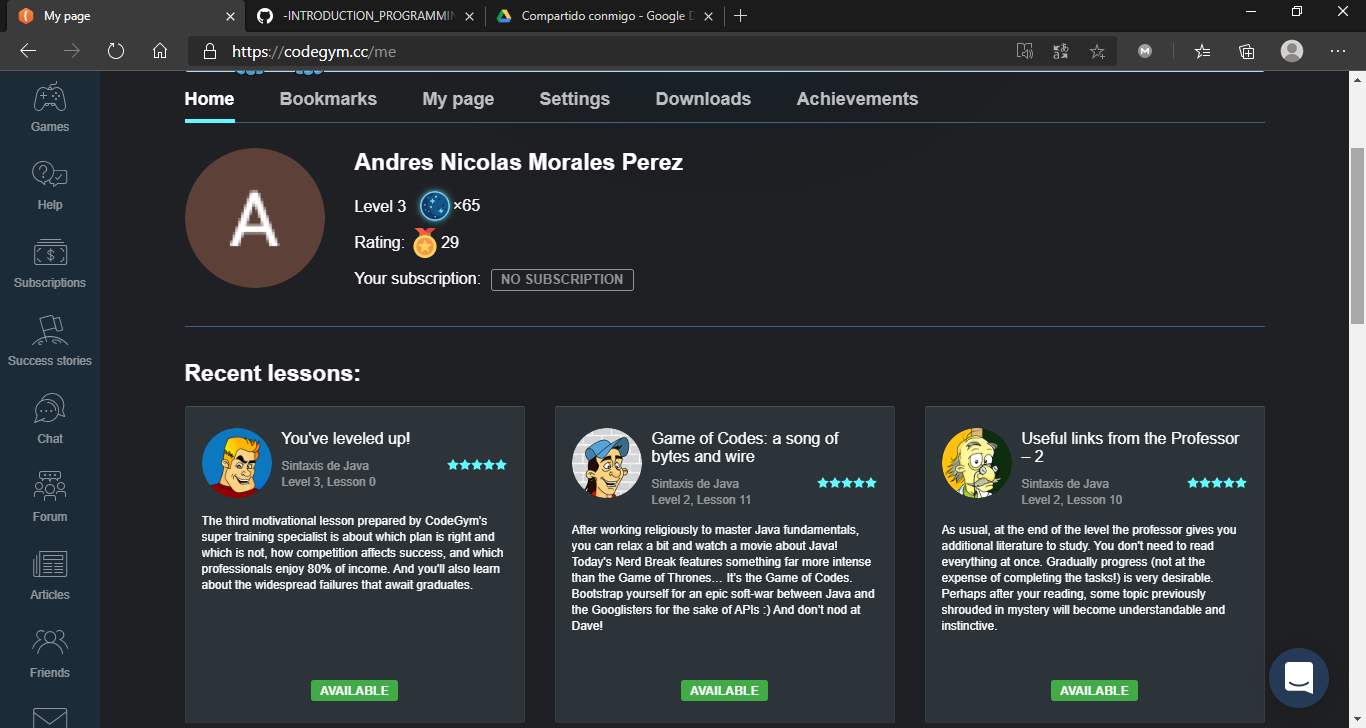 My page
-INTRODUCTION_PROGRAMMIN
Compartido conmigo - Google D
https://codegym.cc/me
M
Games
Help
Subscriptions
Success stories
Chat
Forum
Articles
Friends
Home
Bookmarks
My page
Settings
Downloads
Achievements
A
Andres Nicolas Morales Perez
Level 3 ×65
Rating: 29
Your subscription: NO SUBSCRIPTION
Recent lessons:
You've leveled up!
Sintaxis de Java
Level 3, Lesson 0
The third motivational lesson prepared by CodeGym's
super training specialist is about which plan is right and
which is not, how competition affects success, and which
professionals enjoy 80% of income. And you'll also learn
about the widespread failures that await graduates.
AVAILABLE
Game of Codes: a song of
bytes and wire
Sintaxis de Java
Level 2, Lesson 11
After working religiously to master Java fundamentals,
you can relax a bit and watch a movie about Java!
Today's Nerd Break features something far more intense
than the Game of Thrones... It's the Game of Codes.
Bootstrap yourself for an epic soft-war between Java and
the Googlisters for the sake of APIs :) And don't nod at
Dave!
AVAILABLE
Useful links from the Professor
– 2
Sintaxis de Java
Level 2, Lesson 10
As usual, at the end of the level the professor gives you
additional literature to study. You don't need to read
everything at once. Gradually progress (not at the
expense of completing the tasks!) is very desirable.
Perhaps after your reading, some topic previously
shrouded in mystery will become understandable and
instinctive.
AVAILABLE